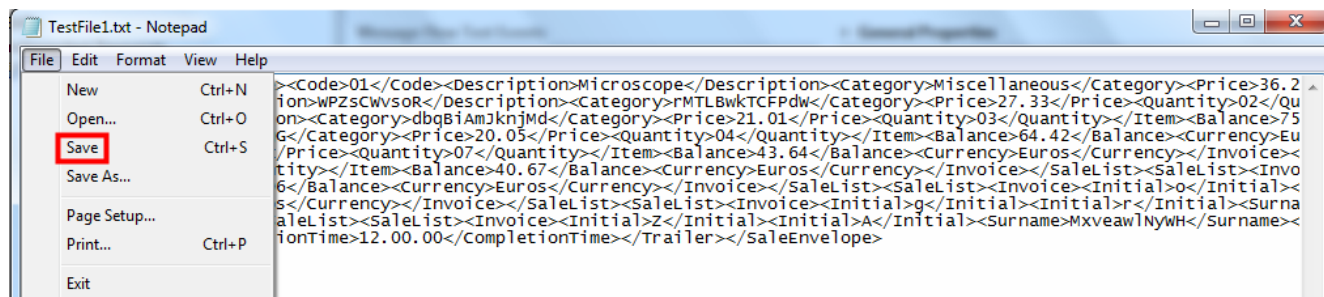 TestFile1.txt - Notepad
File Edit Format View Help
New Ctrl+N
Open... Ctrl+O
Save Ctrl+S
Save As...
Page Setup...
Print... Ctrl+P
Exit
><Code>01</Code><Description>Microscope</Description><Category>Miscellaneous</Category><Price>36.2
ion>WPZsCWvsoR</Description><Category>rMTLBwkTCFPdW</Category><Price>27.33</Price><Quantity>02</Qu
on><Category>dbqBiAmJknjMd</Category><Price>21.01</Price><Quantity>03</Quantity></Item><Balance>75
G</Category><Price>20.05</Price><Quantity>04</Quantity></Item><Balance>64.42</Balance><Currency>Eu
/Price><Quantity>07</Quantity></Item><Balance>43.64</Balance><Currency>Euros</Currency></Invoice><
tity></Item><Balance>40.67</Balance><Currency>Euros</Currency></Invoice></SaleList><SaleList><Invo
6</Balance><Currency>Euros</Currency></Invoice></SaleList><SaleList><Invoice><Initial>o</Initial><
s</Currency></Invoice></SaleList><SaleList><Invoice><Initial>g</Initial><Initial>r</Initial><Surna
aleList><SaleList><Invoice><Initial>Z</Initial><Initial>A</Initial><Surname>MxveawlNyWH</Surname><
ionTime>12.00.00</CompletionTime></Trailer></SaleEnvelope>